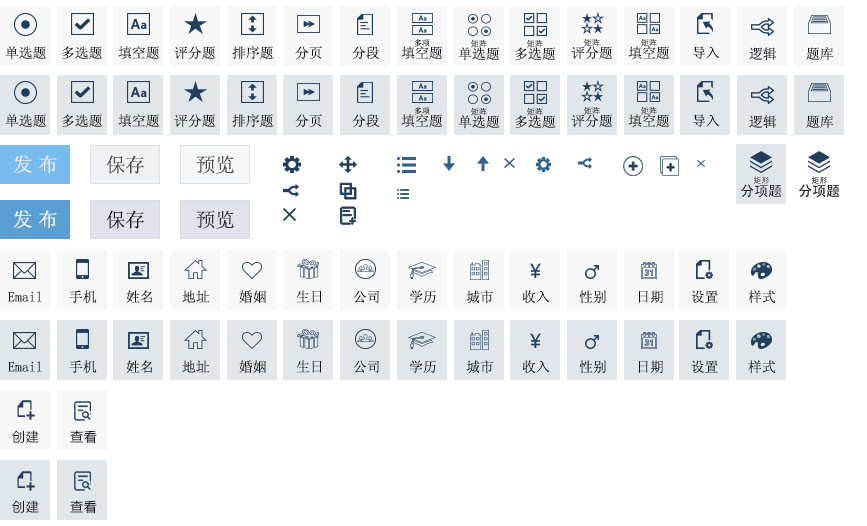 单选题 多选题 填空题 评分题 排序题 分页 分段 多项填空题 矩阵单选题 矩阵多选题 矩阵评分题 矩阵填空题 导入 逻辑 题库
单选题 多选题 填空题 评分题 排序题 分页 分段 多项填空题 矩阵单选题 矩阵多选题 矩阵评分题 矩阵填空题 导入 逻辑 题库
发布 保存 预览 矩形分项题 矩形分项题
发布 保存 预览
Email 手机 姓名 地址 婚姻 生日 公司 学历 城市 收入 性别 日期 设置 样式
Email 手机 姓名 地址 婚姻 生日 公司 学历 城市 收入 性别 日期 设置 样式
创建 查看
创建 查看